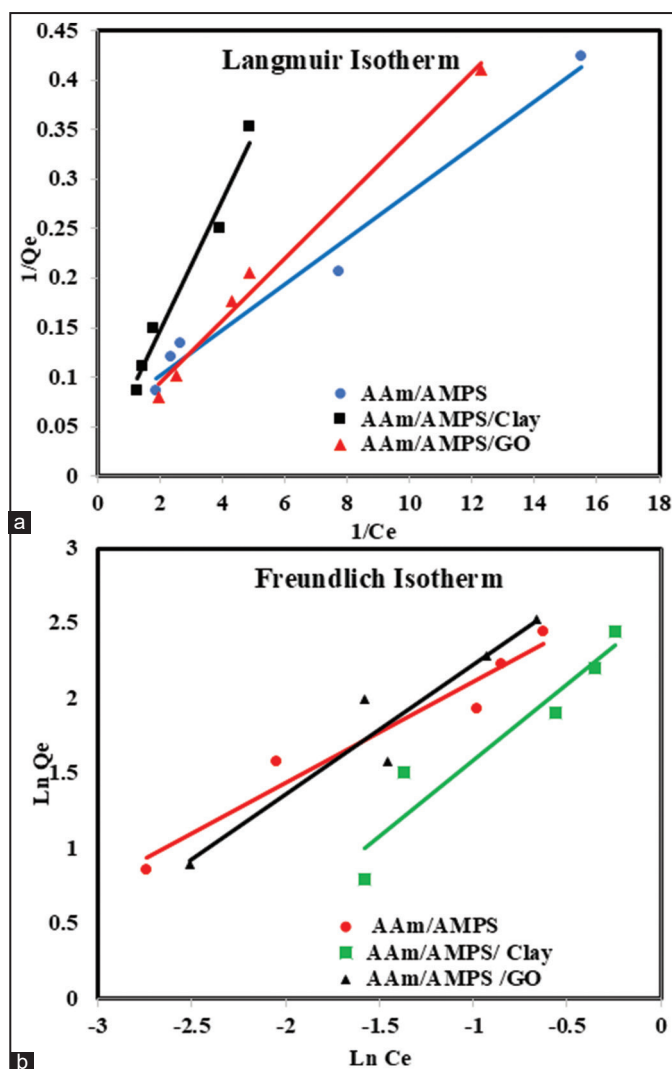 Langmuir Isotherm
0.45
0.4
0.35
0.3
0.25
0.2
0.15
0.1
0.05
0
1/Qe
AAm/AMPS
AAm/AMPS/Clay
AAm/AMPS/GO
0 2 4 6 8 10 12 14 16 18
1/Ce
a
Freundlich Isotherm
3
2.5
2
1.5
1
0.5
0
Ln Qe
AAm/AMPS
AAm/AMPS/ Clay
AAm/AMPS /GO
-3 -2.5 -2 -1.5 -1 -0.5 0
Ln Ce
b